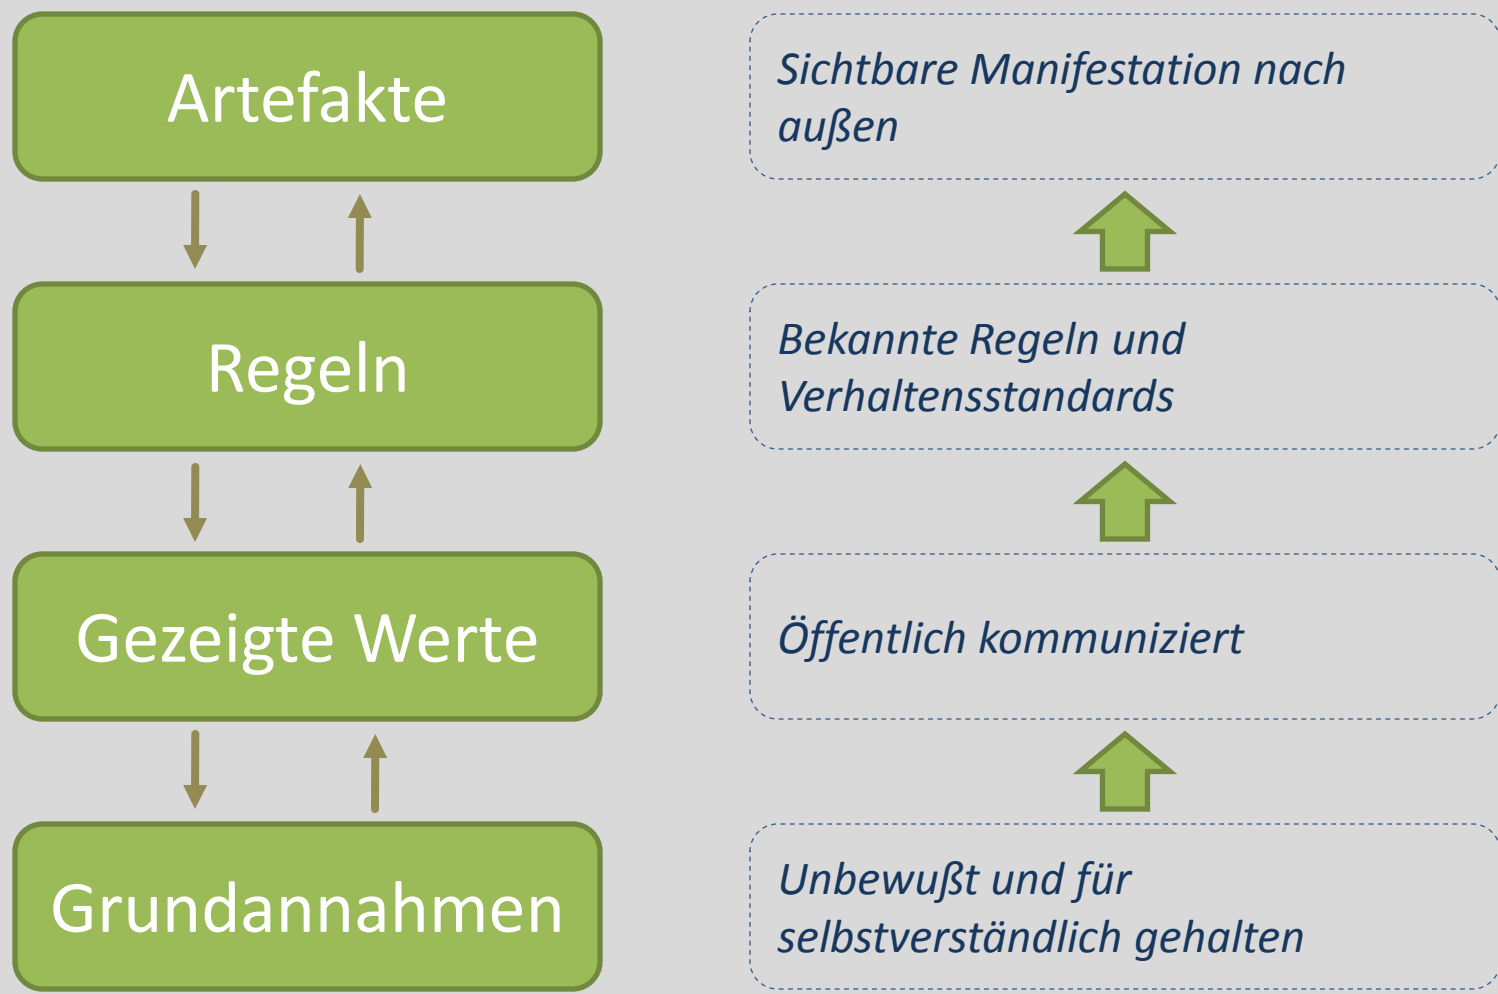 Artefakte
Sichtbare Manifestation nach
außen
Regeln
Bekannte Regeln und
Verhaltensstandards
Gezeigte Werte
Öffentlich kommuniziert
Grundannahmen
Unbewußt und für
selbstverständlich gehalten